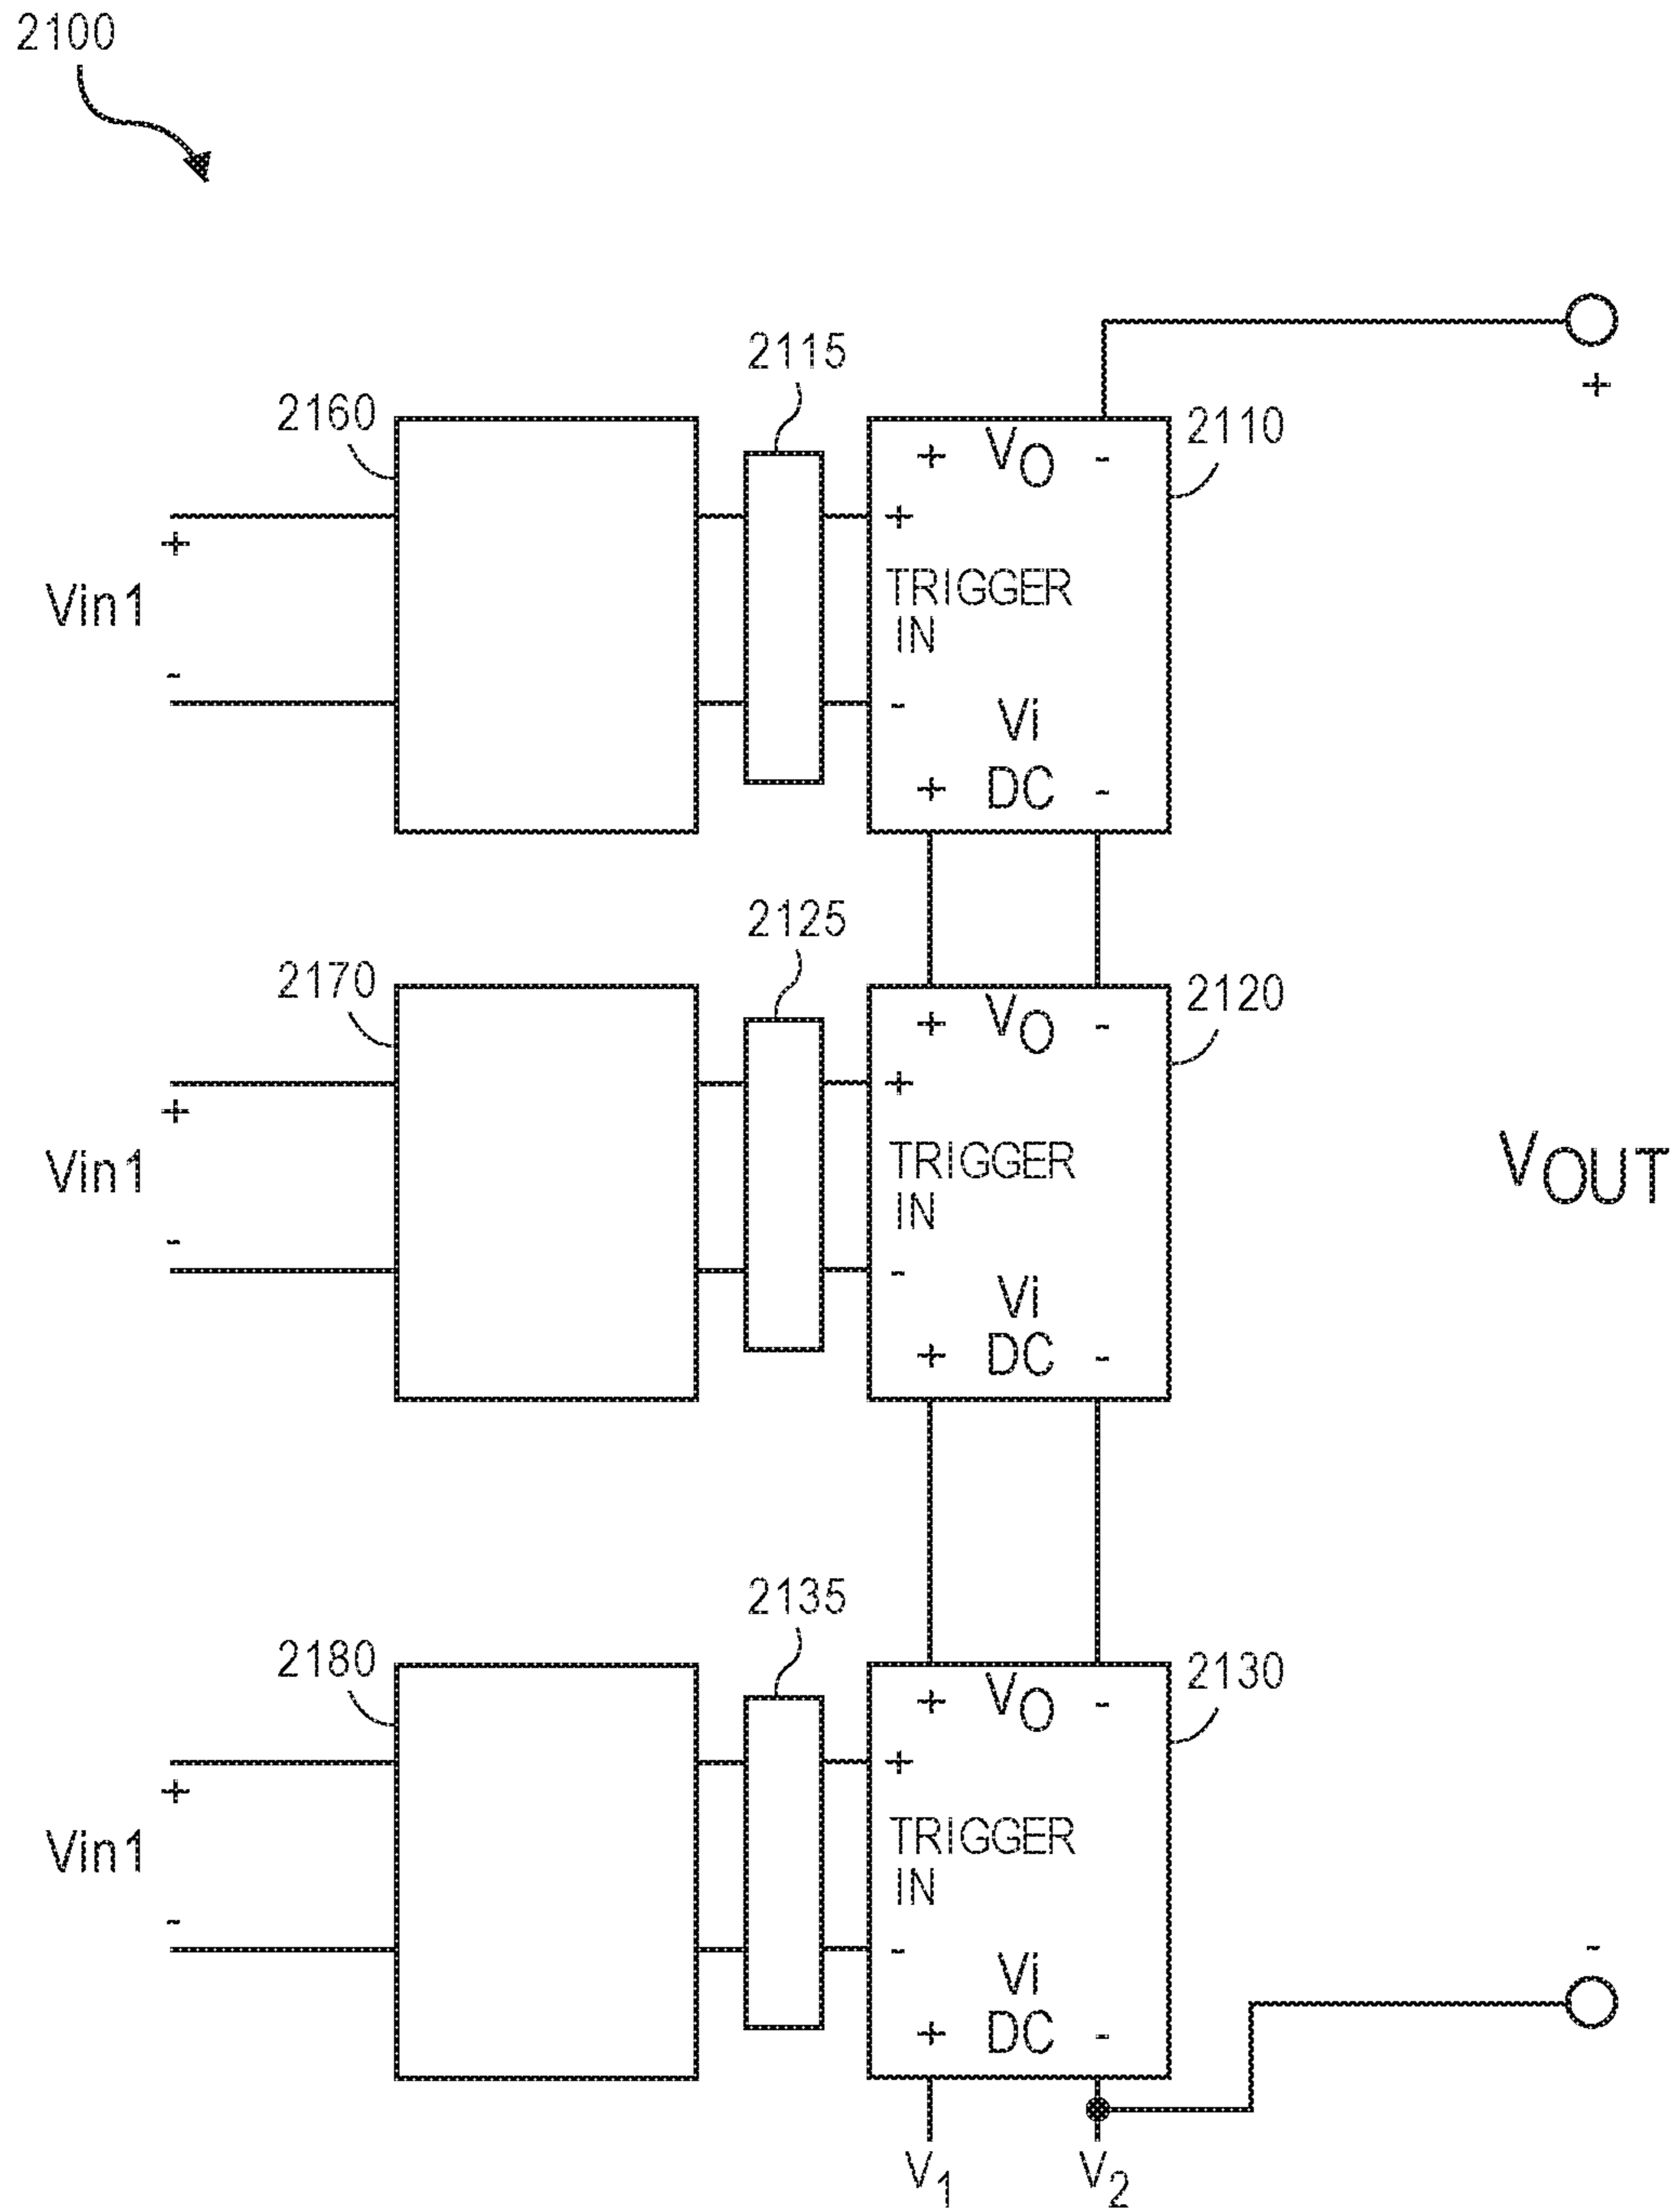 2100
2115
2160
2110
+ VO -
+
+
+
Vin1
TRIGGER
IN
-
-
Vi
+ DC -
2125
2170
2120
+ VO -
+
+
Vin1
TRIGGER
IN
VOUT
-
-
Vi
+ DC -
2135
2180
2130
+ VO -
+
+
Vin1
TRIGGER
IN
-
-
-
Vi
+ DC -
V1
V2